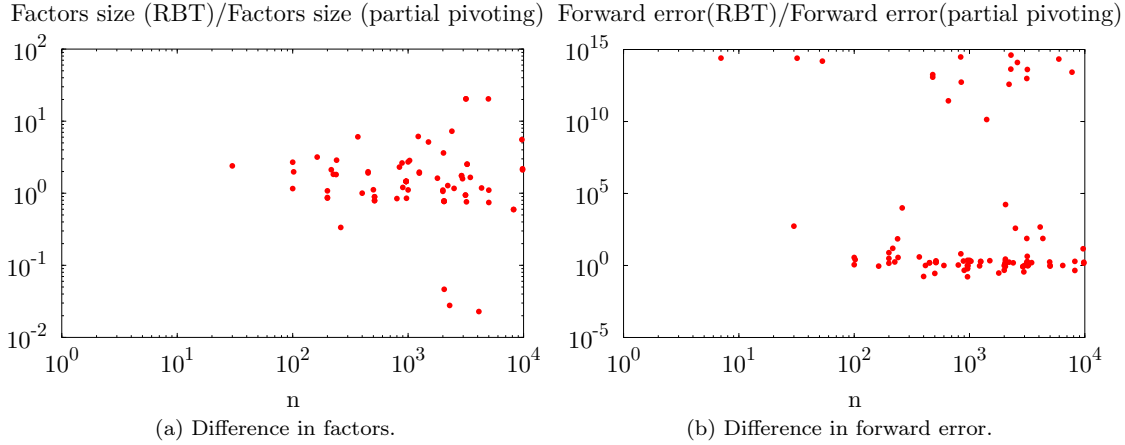 Factors size (RBT)/Factors size (partial pivoting)
10^2
10^1
10^0
10^-1
10^-2
10^0 10^1 10^2 10^3 10^4
n
(a) Difference in factors.
Forward error(RBT)/Forward error(partial pivoting)
10^15
10^10
10^5
10^0
10^-5
10^0 10^1 10^2 10^3 10^4
n
(b) Difference in forward error.